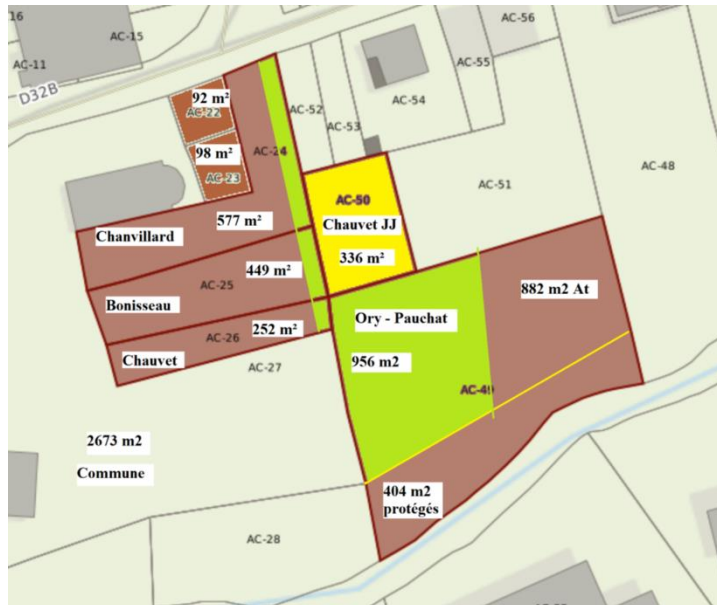 16
AC-15
AC-56
AC-11
AC-55
D32B
92 m²
AC-22
AC-52
AC-54
AC-53
98 m²
AC-24
AC-23
AC-48
AC-51
AC-50
577 m²
Chauvet JJ
Chanvillard
336 m²
449 m²
AC-25
882 m2 At
Bonisseau
Ory - Pauchat
252 m²
AC-26
Chauvet
956 m2
AC-27
AC-49
2673 m2
Commune
404 m2
protégés
AC-28